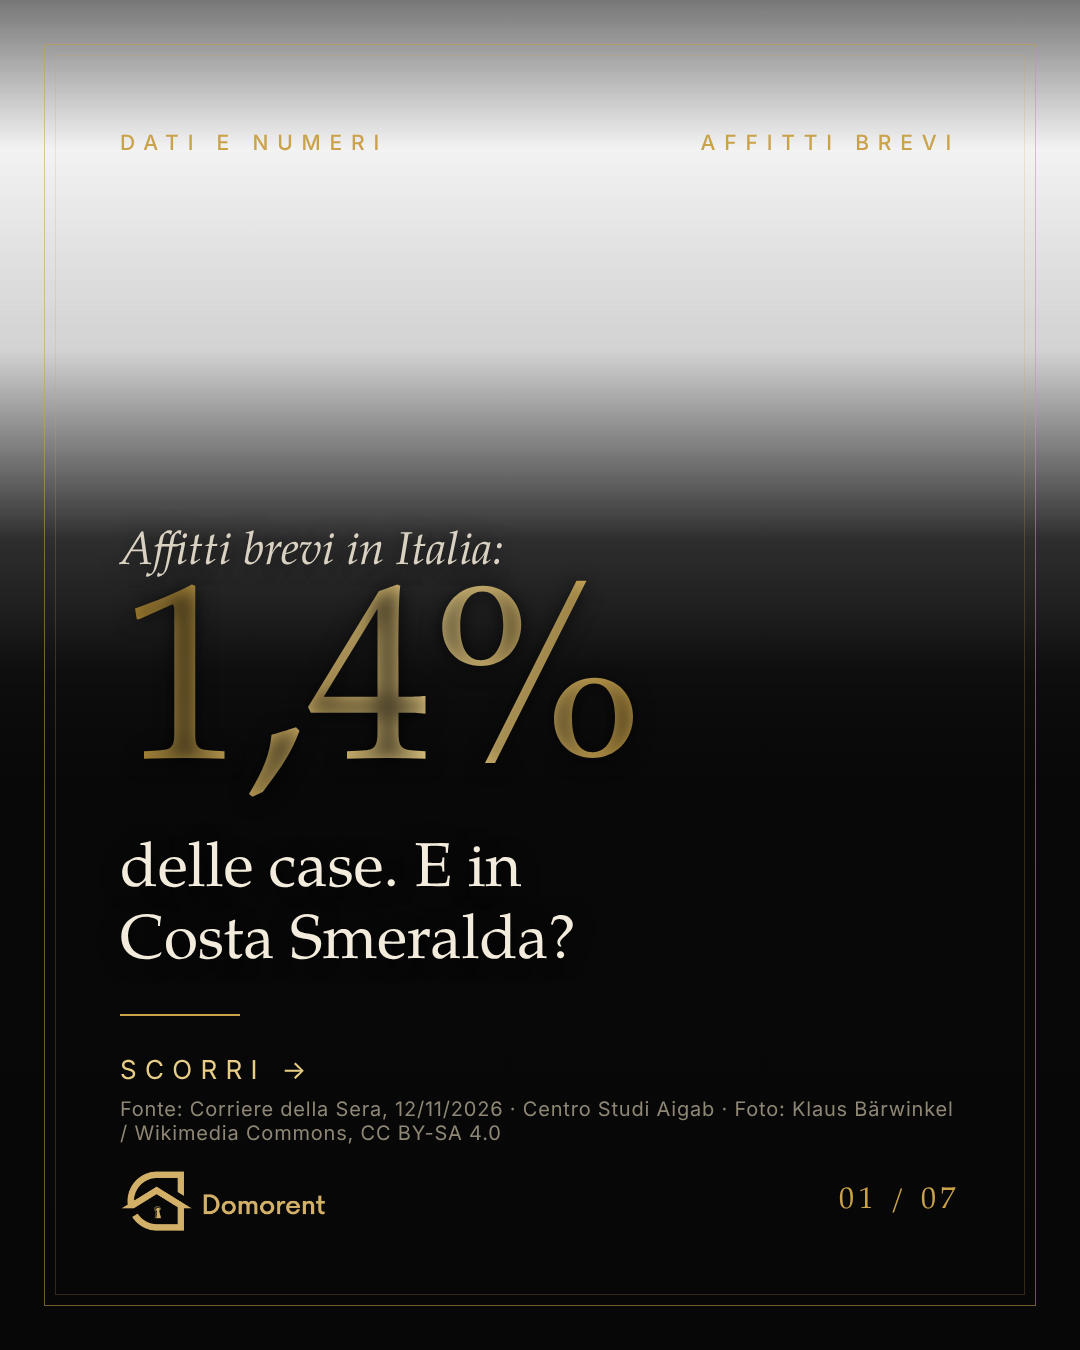 DATI E NUMERI
AFFITTI BREVI
Affitti brevi in Italia:
1,4%
delle case. E in
Costa Smeralda?
SCORRI →
Fonte: Corriere della Sera, 12/11/2026 · Centro Studi Aigab · Foto: Klaus Bärwinkel
/ Wikimedia Commons, CC BY-SA 4.0
Domorent
01 / 07